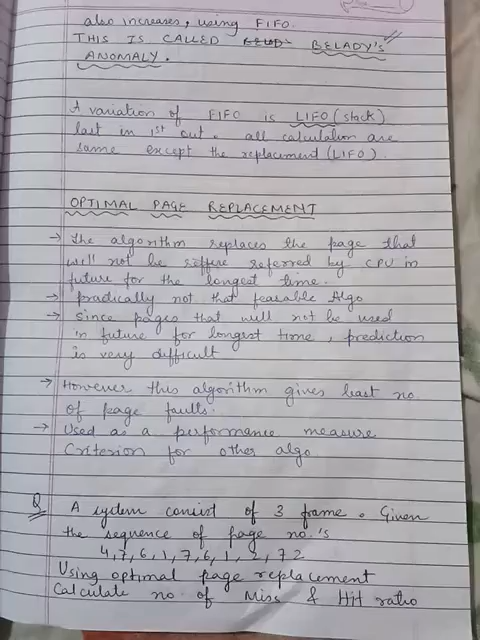 also increases, using FIFO.
THIS IS CALLED BELADY'S
ANOMALY.
A variation of FIFO is LIFO (stack)
last in 1st out. all calculation are
same except the replacement (LIFO).
OPTIMAL PAGE REPLACEMENT
→ The algorithm replaces the page that
will not be referred by CPU in
future for the longest time.
→ practically not that feasable Algo
→ since pages that will not be used
in future for longest time, prediction
is very difficult
→ However this algorithm gives least no.
of page faults.
→ Used as a performance measure
Criterion for other algo
Q A system consist of 3 frame. Given
the sequence of page no.'s
4,7,6,1,7,6,1,2,72
Using optimal page replacement
Calculate no of Miss & Hit ratio